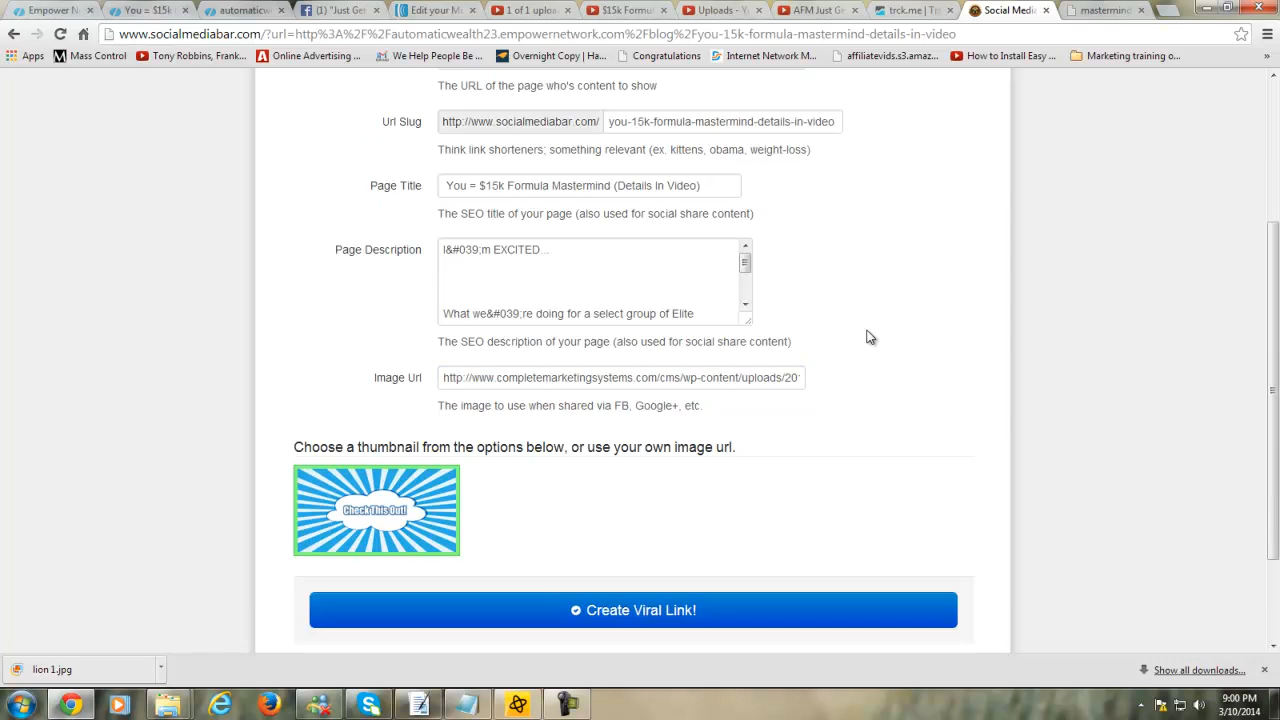 Empower N
You = $15k
automaticw
(1) "Just Ge
Edit your M
1 of 1 uploa
$15k Formu
Uploads - Y
AFM Just Ge
trck.me | Tr
Social Media
mastermind
www.socialmediabar.com/?url=http%3A%2F%2Fautomaticwealth23.empowernetwork.com%2Fblog%2Fyou-15k-formula-mastermind-details-in-video
Apps
Mass Control
Tony Robbins, Frank...
Online Advertising ...
We Help People Be...
Overnight Copy | Ha...
Congratulations
Internet Network M...
affiliatevids.s3.amaz...
How to Install Easy ...
Marketing training o...
The URL of the page who's content to show
Url Slug http://www.socialmediabar.com/ you-15k-formula-mastermind-details-in-video
Think link shorteners; something relevant (ex. kittens, obama, weight-loss)
Page Title You = $15k Formula Mastermind (Details In Video)
The SEO title of your page (also used for social share content)
Page Description I&#039;m EXCITED...
What we&#039;re doing for a select group of Elite
The SEO description of your page (also used for social share content)
Image Url http://www.completemarketingsystems.com/cms/wp-content/uploads/20
The image to use when shared via FB, Google+, etc.
Choose a thumbnail from the options below, or use your own image url.
Check This Out!
Create Viral Link!
lion 1.jpg
Show all downloads...
9:00 PM
3/10/2014